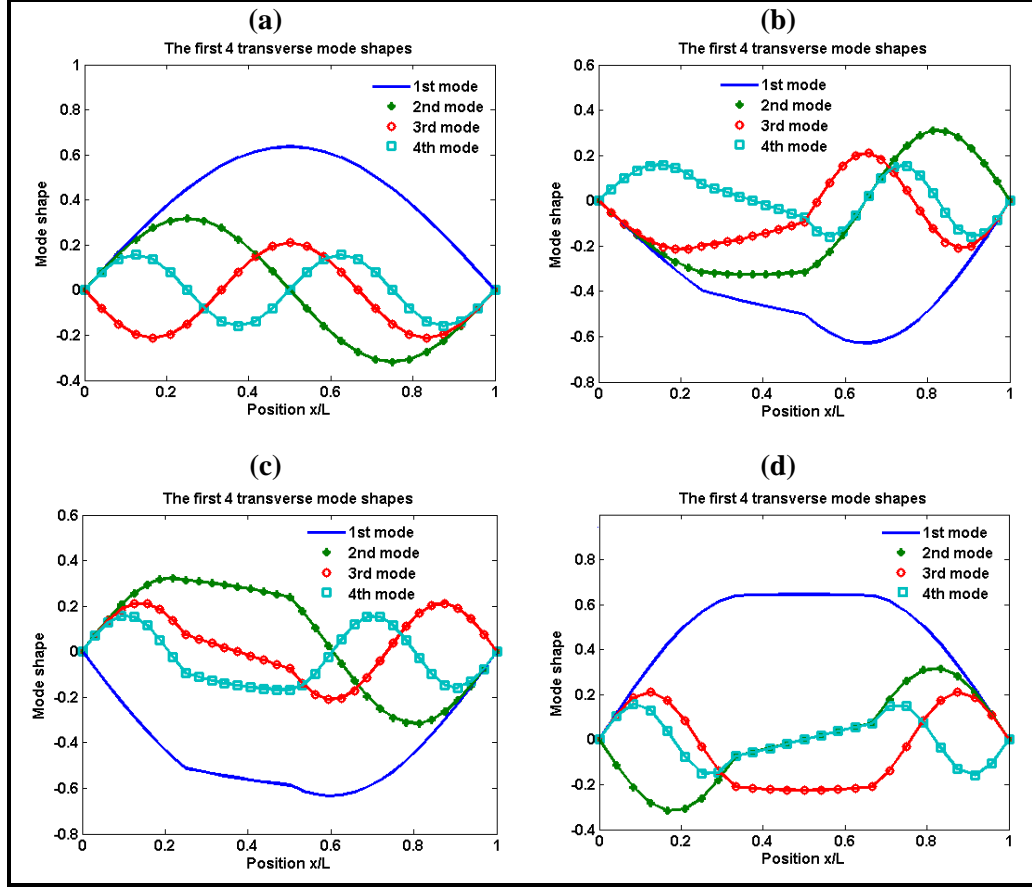 (a)
The first 4 transverse mode shapes
1
0.8
0.6
0.4
0.2
0
-0.2
-0.4
0
0.2
0.4
0.6
0.8
1
Mode shape
Position x/L
1st mode
2nd mode
3rd mode
4th mode
(b)
The first 4 transverse mode shapes
0.6
0.4
0.2
0
-0.2
-0.4
-0.6
-0.8
0
0.2
0.4
0.6
0.8
1
Mode shape
Position x/L
1st mode
2nd mode
3rd mode
4th mode
(c)
The first 4 transverse mode shapes
0.6
0.4
0.2
0
-0.2
-0.4
-0.6
-0.8
0
0.2
0.4
0.6
0.8
1
Mode shape
Position x/L
1st mode
2nd mode
3rd mode
4th mode
(d)
The first 4 transverse mode shapes
0.8
0.6
0.4
0.2
0
-0.2
-0.4
0
0.2
0.4
0.6
0.8
1
Mode shape
Position x/L
1st mode
2nd mode
3rd mode
4th mode